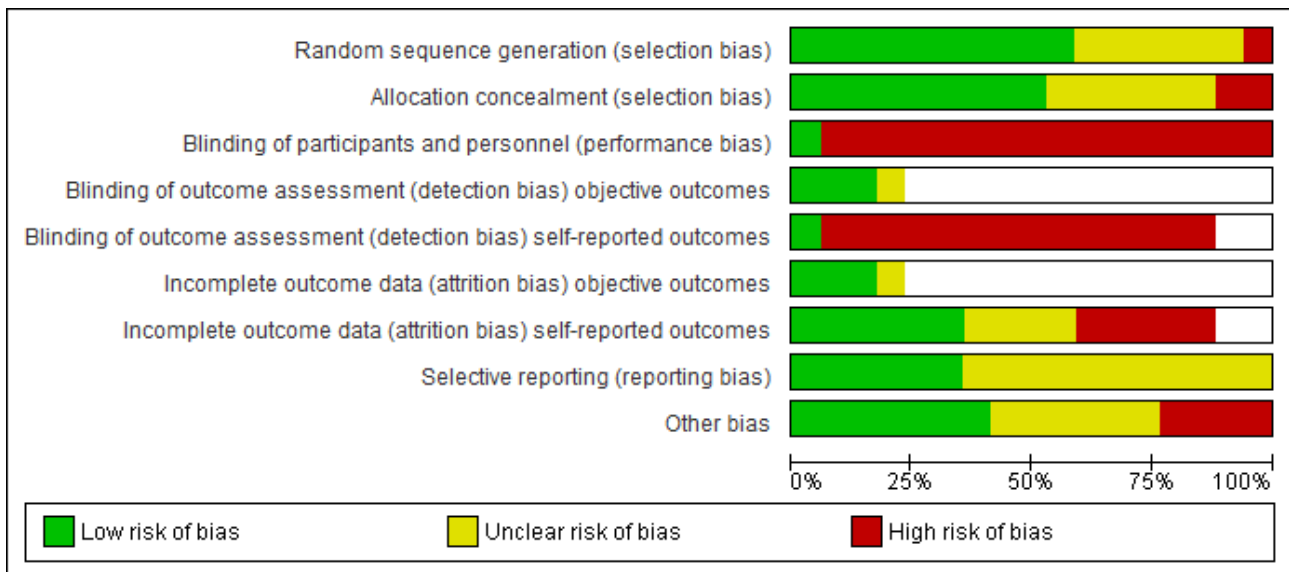 Random sequence generation (selection bias)
Allocation concealment (selection bias)
Blinding of participants and personnel (performance bias)
Blinding of outcome assessment (detection bias) objective outcomes
Blinding of outcome assessment (detection bias) self-reported outcomes
Incomplete outcome data (attrition bias) objective outcomes
Incomplete outcome data (attrition bias) self-reported outcomes
Selective reporting (reporting bias)
Other bias
0% 25% 50% 75% 100%
Low risk of bias Unclear risk of bias High risk of bias